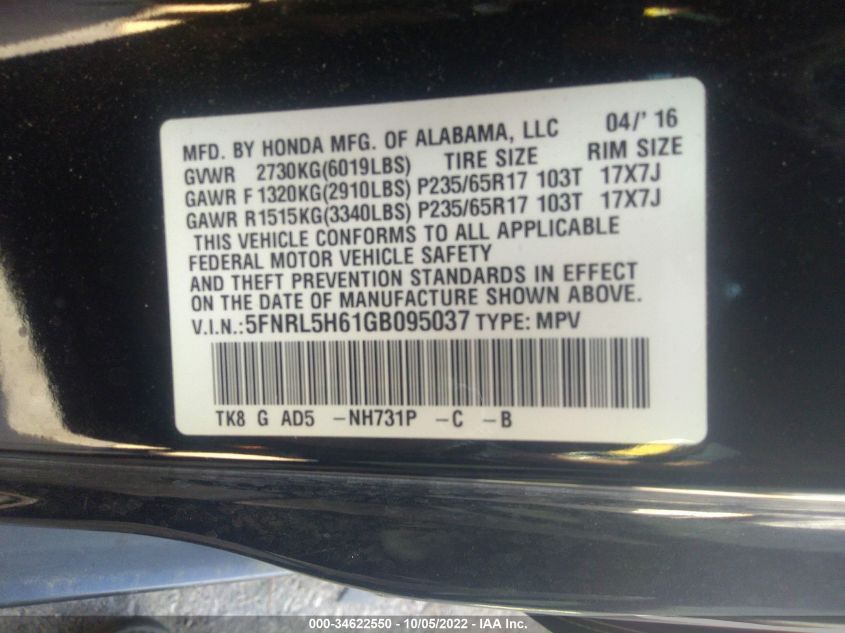 MFD. BY HONDA MFG. OF ALABAMA, LLC 04/'16
GVWR 2730KG(6019LBS) TIRE SIZE RIM SIZE
GAWR F 1320KG(2910LBS) P235/65R17 103T 17X7J
GAWR R1515KG(3340LBS) P235/65R17 103T 17X7J
THIS VEHICLE CONFORMS TO ALL APPLICABLE
FEDERAL MOTOR VEHICLE SAFETY
AND THEFT PREVENTION STANDARDS IN EFFECT
ON THE DATE OF MANUFACTURE SHOWN ABOVE.
V.I.N.:5FNRL5H61GB095037 TYPE: MPV
TK8 G AD5 -NH731P -C -B
000-34622550 - 10/05/2022 - IAA Inc.